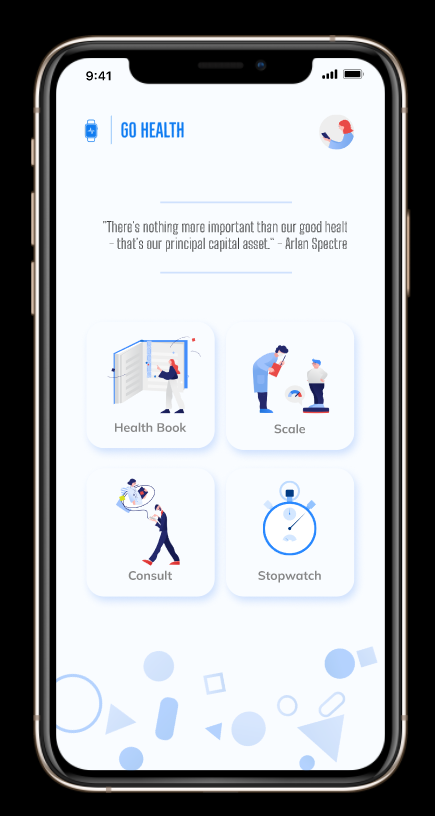 9:41
GO HEALTH
"There's nothing more important than our good healt
- that's our principal capital asset." - Arlen Spectre
Health Book
Scale
Consult
Stopwatch